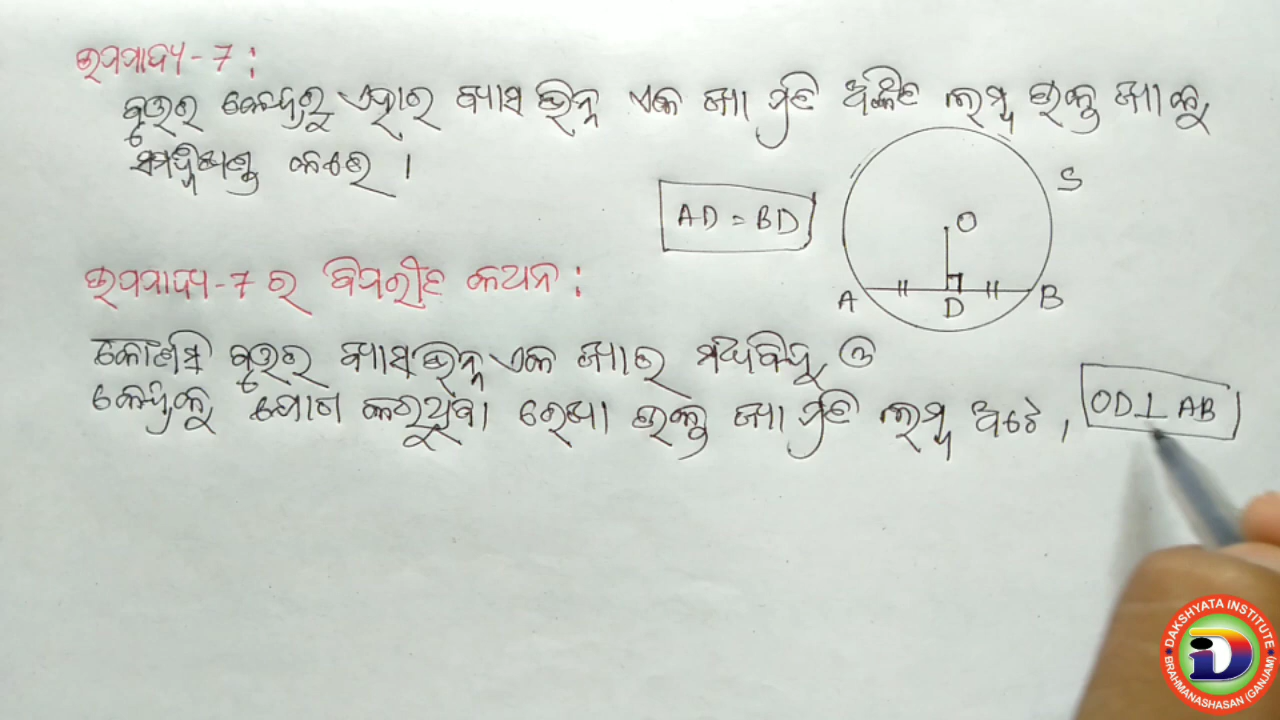 ଉପପାଦ୍ୟ - 7 :
ବୃତ୍ତର କେନ୍ଦ୍ରରୁ ଏହାର ବ୍ୟାସ ଭିନ୍ନ ଏକ ଜ୍ୟା ପ୍ରତି ଅଙ୍କିତ ଲମ୍ବ ଉକ୍ତ ଜ୍ୟା କୁ
ସମଦ୍ୱିଖଣ୍ଡ କରେ ।
S
AD = BD
O
ଉପପାଦ୍ୟ - 7 ର ବିପରୀତ କଥନ :
A D B
କୌଣସି ବୃତ୍ତର ବ୍ୟାସ ଭିନ୍ନ ଏକ ଜ୍ୟାର ମଧ୍ୟବିନ୍ଦୁ ଓ
କେନ୍ଦ୍ରକୁ ଯୋଗ କରୁଥିବା ରେଖା ଉକ୍ତ ଜ୍ୟା ପ୍ରତି ଲମ୍ବ ଅଟେ , OD ⊥ AB
DAKSHYATA INSTITUTE
BRAHMANASHASAN (GANJAM)